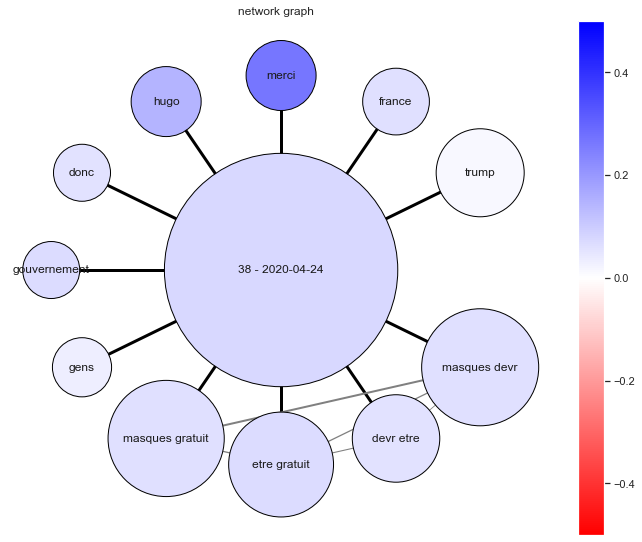 network graph
merci
hugo
france
donc
trump
gouvernement
38 - 2020-04-24
gens
masques devr
masques gratuit
devr etre
etre gratuit
0.4
0.2
0.0
−0.2
−0.4